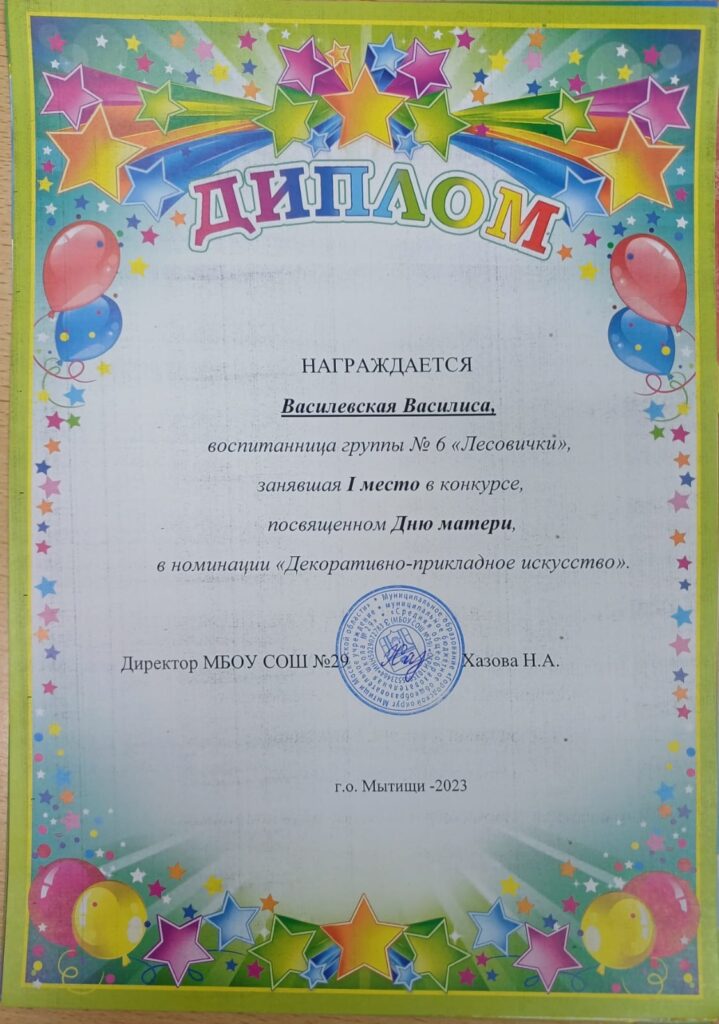 ДИПЛОМ
НАГРАЖДАЕТСЯ
Василевская Василиса,
воспитанница группы № 6 «Лесовички»,
занявшая I место в конкурсе,
посвященном Дню матери,
в номинации «Декоративно-прикладное искусство».
Директор МБОУ СОШ №29 Хазова Н.А.
г.о. Мытищи -2023